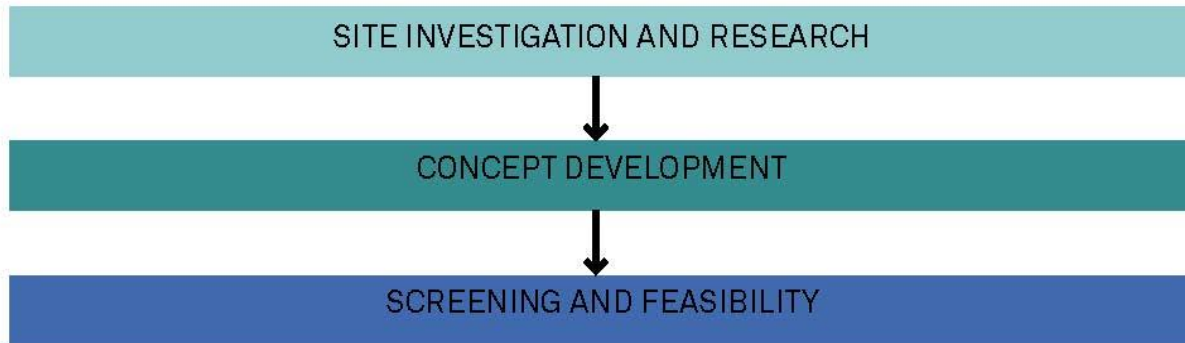 SITE INVESTIGATION AND RESEARCH
CONCEPT DEVELOPMENT
SCREENING AND FEASIBILITY